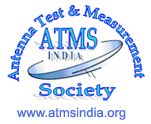 Antenna Test & Measurement
ATMS
INDIA
Society
www.atmsindia.org